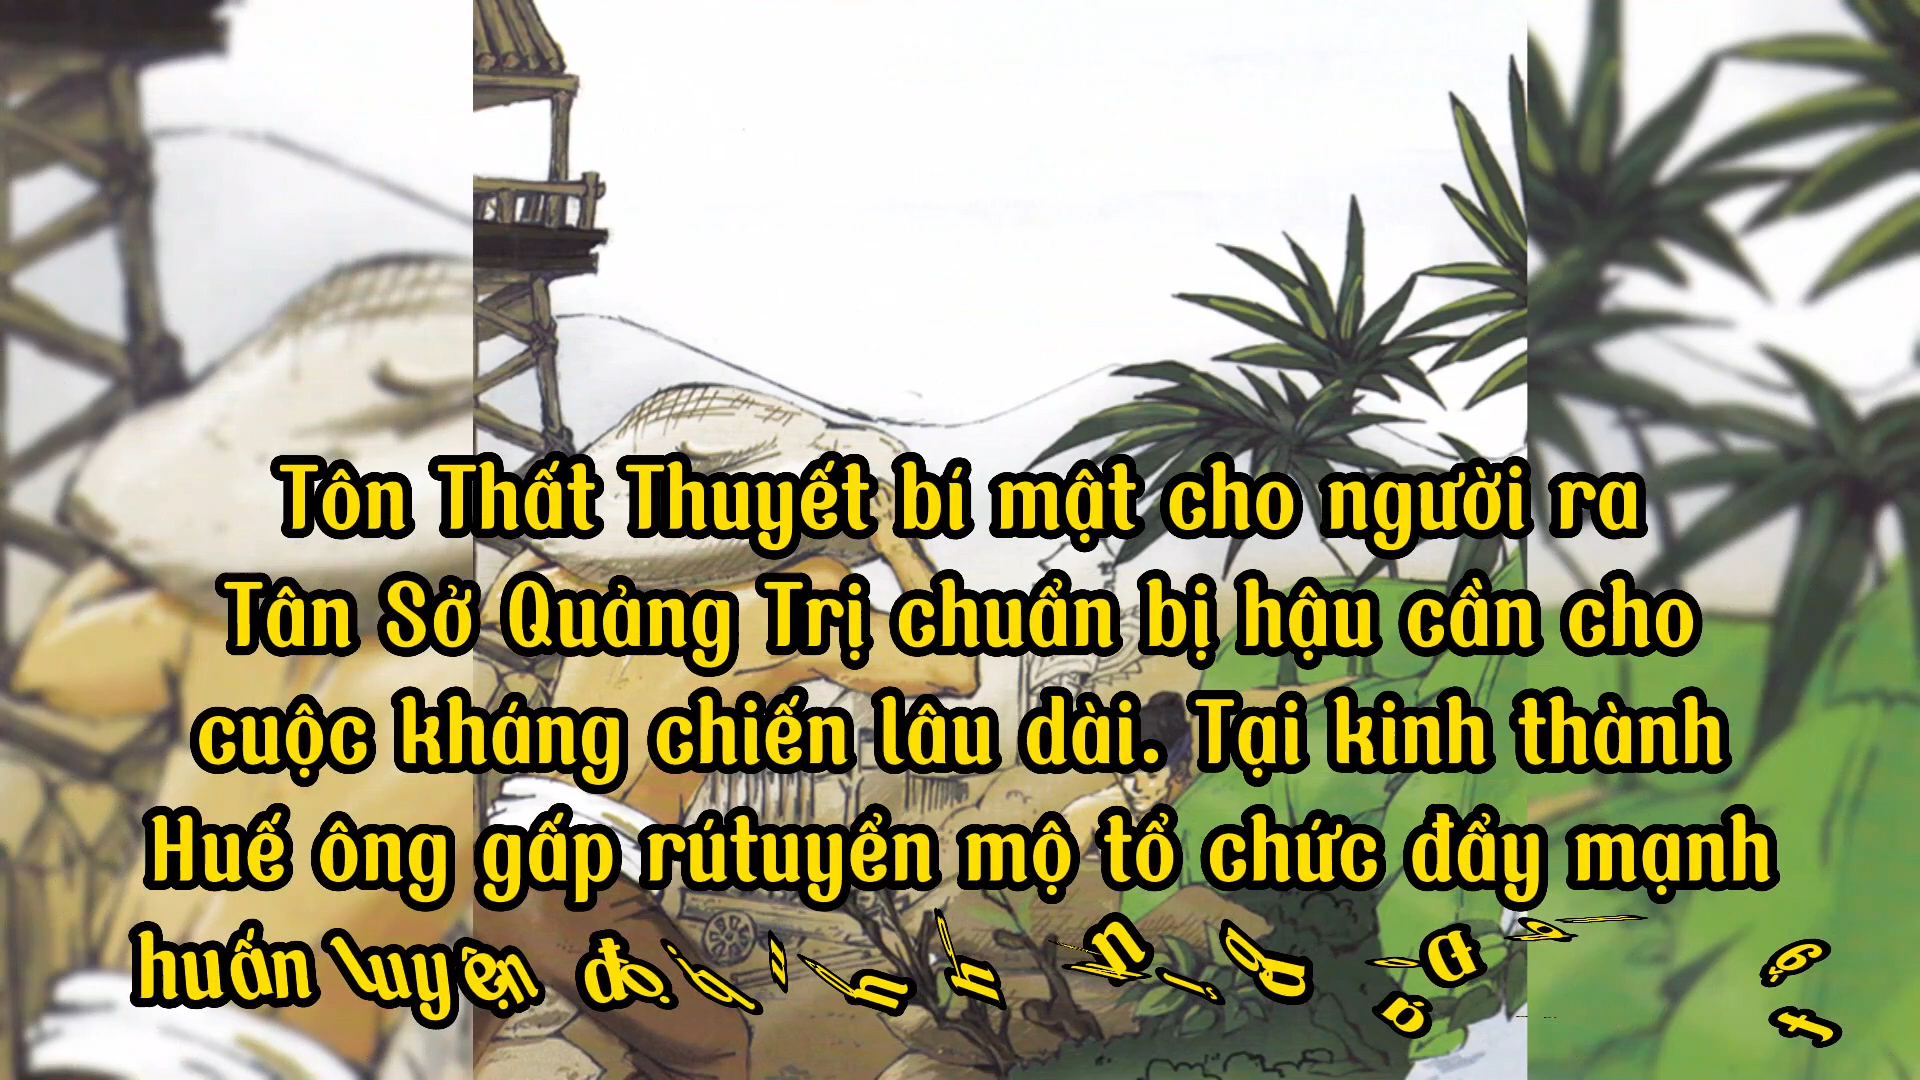 Tôn Thất Thuyết bí mật cho người ra
Tân Sở Quảng Trị chuẩn bị hậu cần cho
cuộc kháng chiến lâu dài. Tại kinh thành
Huế ông gấp rútuyển mộ tổ chức đẩy mạnh
huấn luyện đội